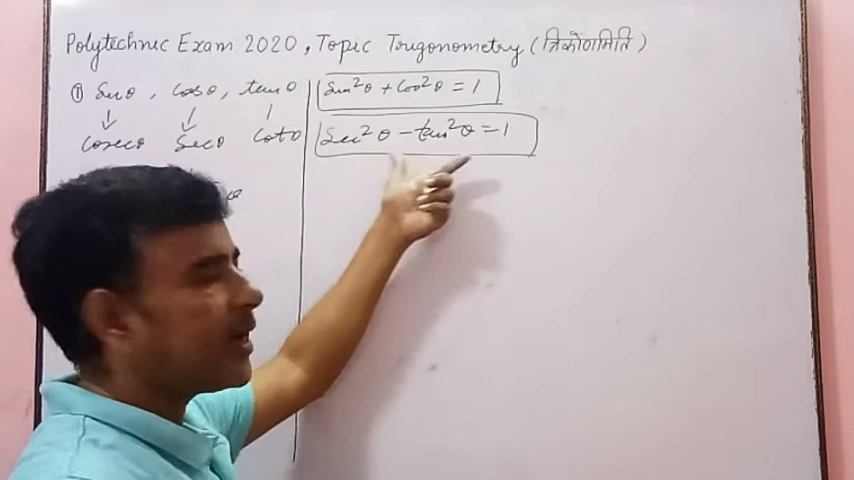 Polytechnic Exam 2020, Topic Trigonometry (त्रिकोणमिति)
① Sinθ, Cosθ, tanθ
Cosecθ Secθ Cotθ
Sin²θ + Cos²θ = 1
Sec²θ - tan²θ = 1